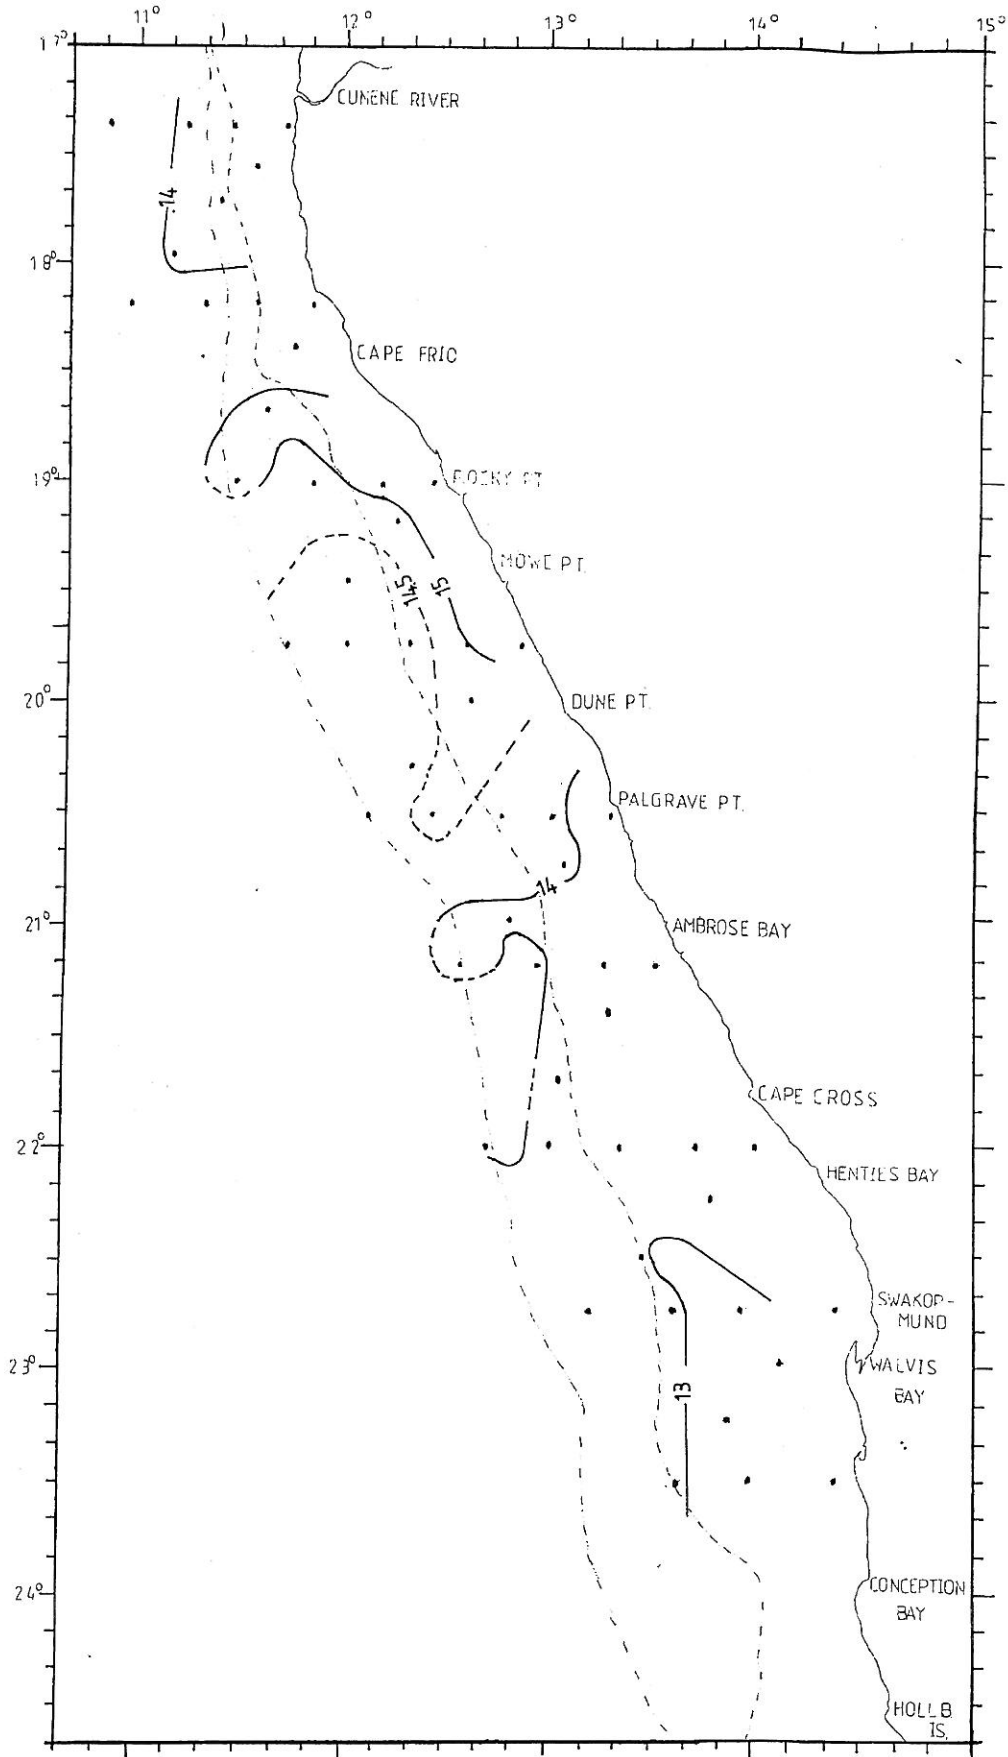 11° 12° 13° 14° 15°
17°
CUNENE RIVER
14
18°
CAPE FRIO
19°
ROCKY PT
MOWE PT.
14.5 15
20°
DUNE PT.
PALGRAVE PT.
14
21°
AMBROSE BAY
CAPE CROSS
22°
HENTIES BAY
SWAKOP-
MUND
23°
WALVIS
BAY
13
24°
CONCEPTION
BAY
HOLLB
IS.